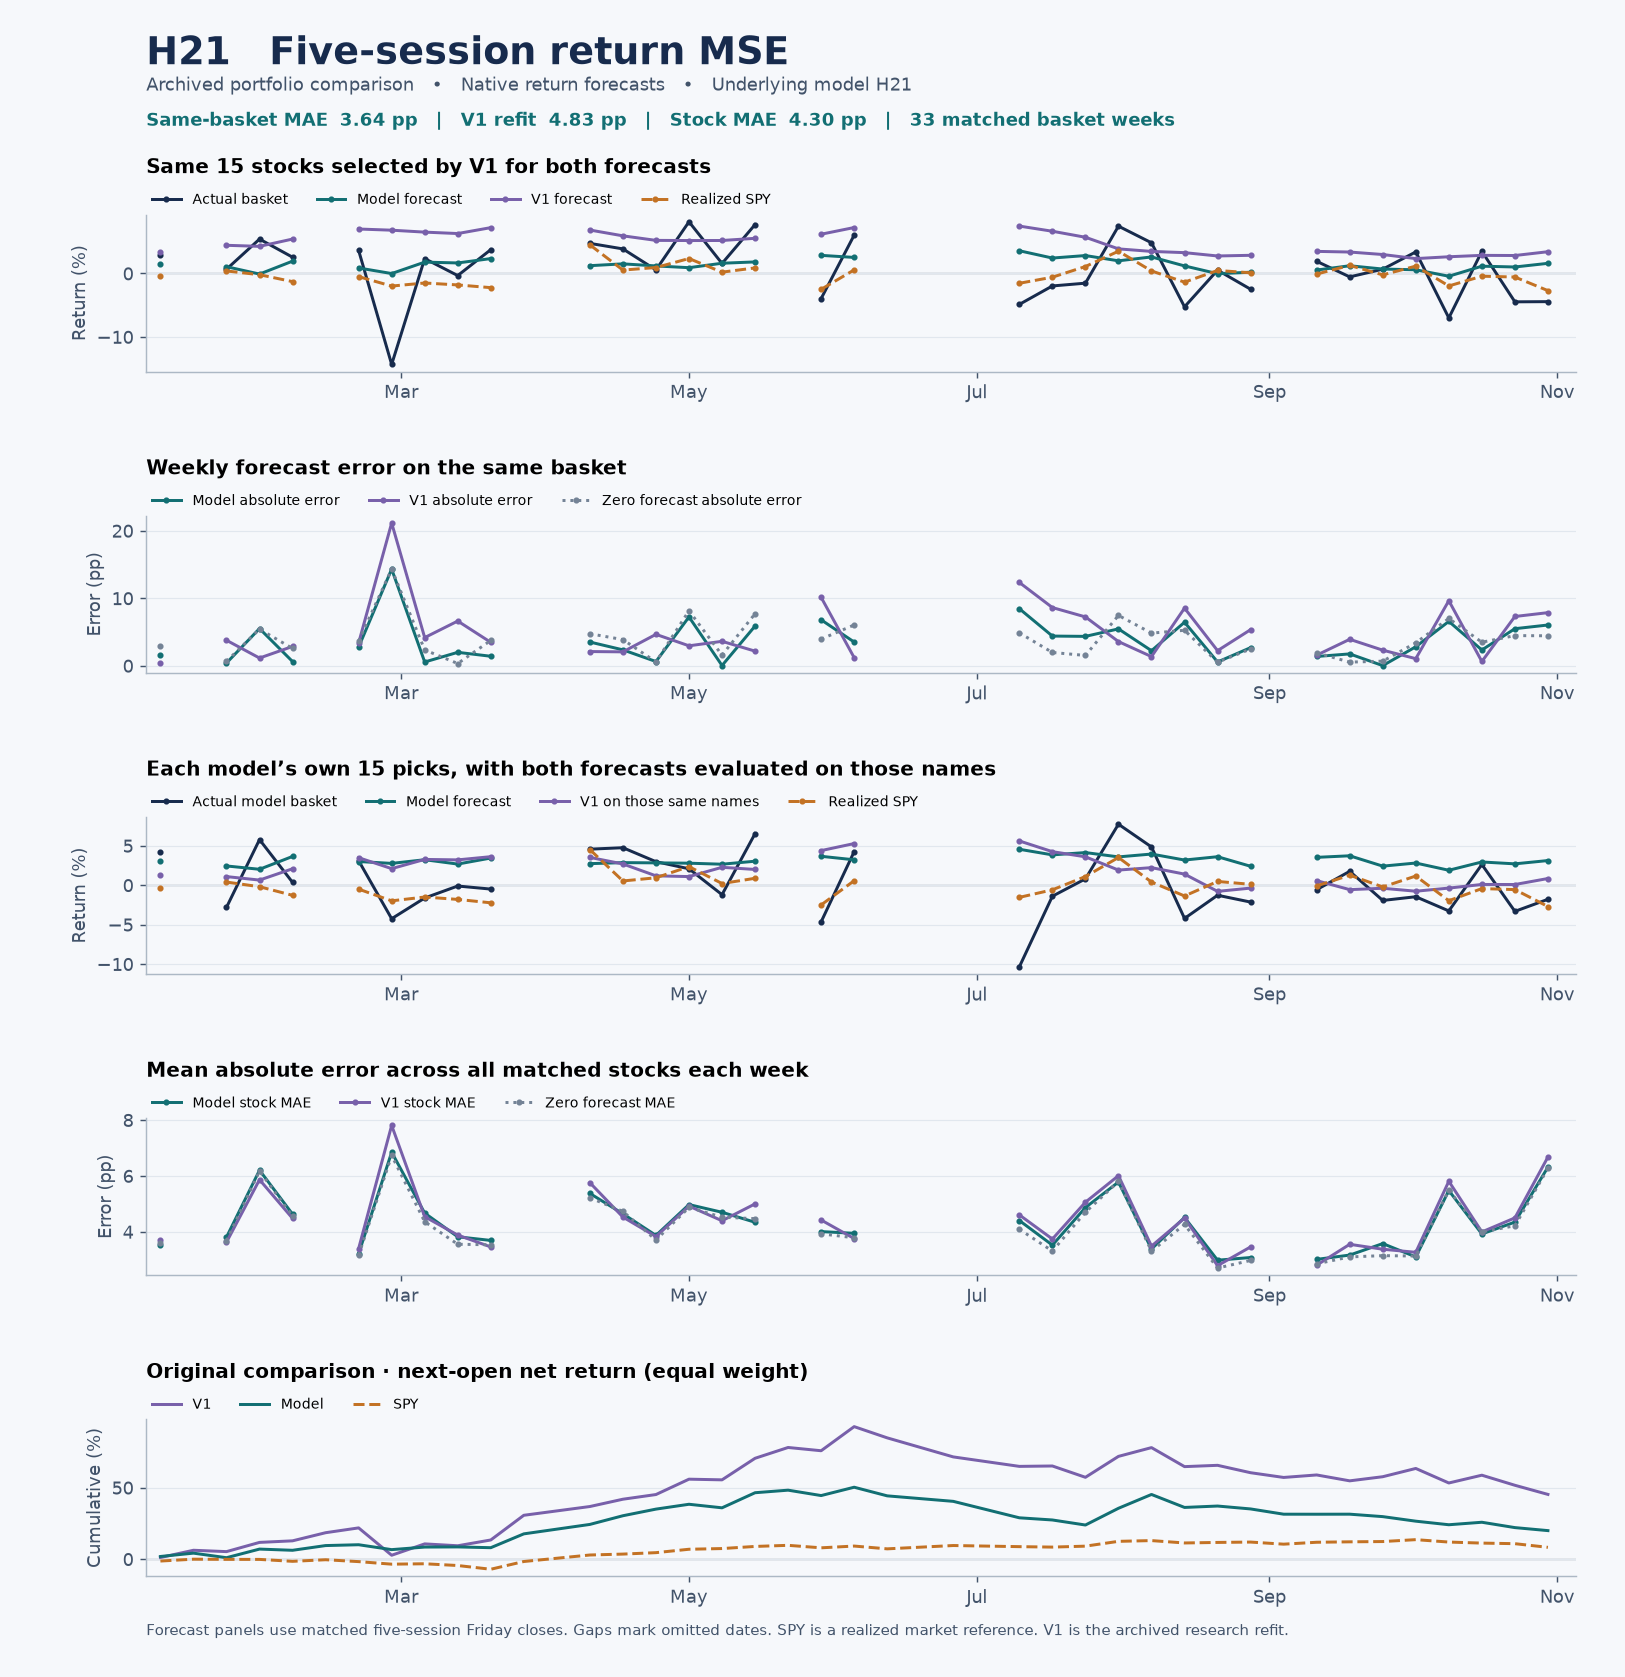 H21   Five-session return MSE
Archived portfolio comparison   •   Native return forecasts   •   Underlying model H21
Same-basket MAE  3.64 pp   |   V1 refit  4.83 pp   |   Stock MAE  4.30 pp   |   33 matched basket weeks
Same 15 stocks selected by V1 for both forecasts
Actual basket   Model forecast   V1 forecast   Realized SPY
Return (%)
0
−10
Mar   May   Jul   Sep   Nov
Weekly forecast error on the same basket
Model absolute error   V1 absolute error   Zero forecast absolute error
Error (pp)
20
10
0
Mar   May   Jul   Sep   Nov
Each model’s own 15 picks, with both forecasts evaluated on those names
Actual model basket   Model forecast   V1 on those same names   Realized SPY
Return (%)
5
0
−5
−10
Mar   May   Jul   Sep   Nov
Mean absolute error across all matched stocks each week
Model stock MAE   V1 stock MAE   Zero forecast MAE
Error (pp)
8
6
4
Mar   May   Jul   Sep   Nov
Original comparison · next-open net return (equal weight)
V1   Model   SPY
Cumulative (%)
50
0
Mar   May   Jul   Sep   Nov
Forecast panels use matched five-session Friday closes. Gaps mark omitted dates. SPY is a realized market reference. V1 is the archived research refit.